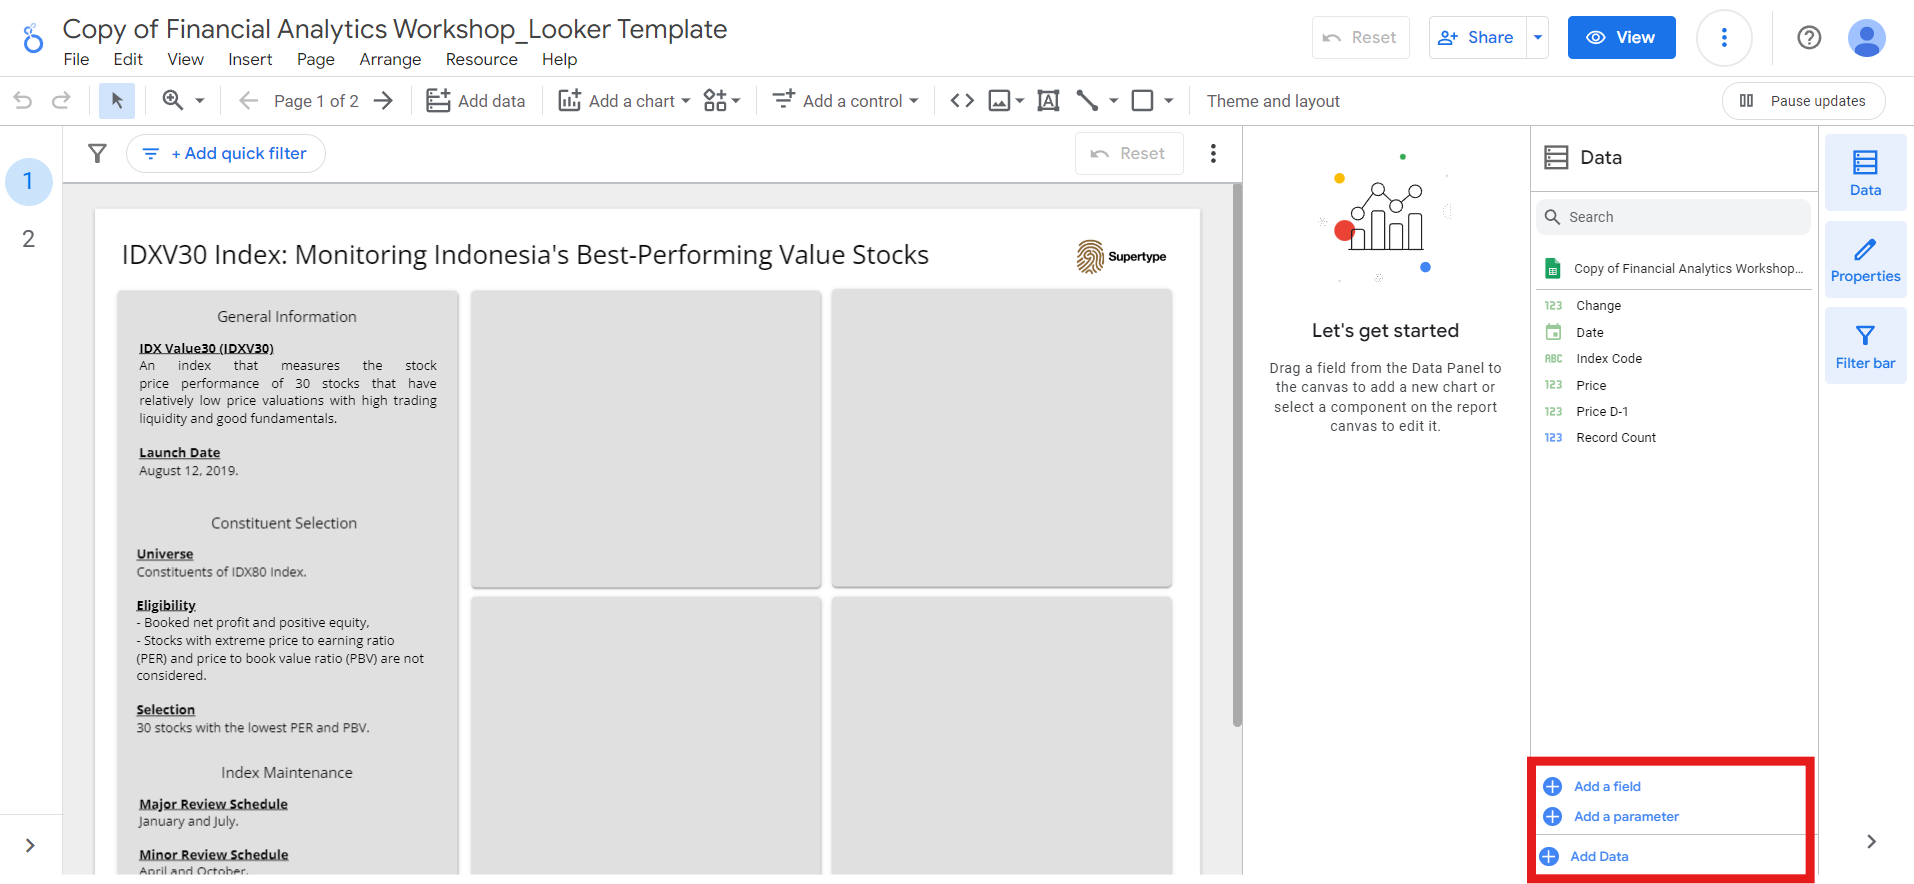 Copy of Financial Analytics Workshop_Looker Template
File Edit View Insert Page Arrange Resource Help
Reset
Share
View
Page 1 of 2
Add data
Add a chart
Add a control
Theme and layout
Pause updates
1
2
+ Add quick filter
Reset
IDXV30 Index: Monitoring Indonesia's Best-Performing Value Stocks
Supertype
General Information
IDX Value30 (IDXV30)
An index that measures the stock
price performance of 30 stocks that have
relatively low price valuations with high trading
liquidity and good fundamentals.
Launch Date
August 12, 2019.
Constituent Selection
Universe
Constituents of IDX80 Index.
Eligibility
- Booked net profit and positive equity,
- Stocks with extreme price to earning ratio
(PER) and price to book value ratio (PBV) are not
considered.
Selection
30 stocks with the lowest PER and PBV.
Index Maintenance
Major Review Schedule
January and July.
Minor Review Schedule
April and October.
Let's get started
Drag a field from the Data Panel to
the canvas to add a new chart or
select a component on the report
canvas to edit it.
Data
Search
Copy of Financial Analytics Workshop...
123 Change
Date
ABC Index Code
123 Price
123 Price D-1
123 Record Count
Add a field
Add a parameter
Add Data
Data
Properties
Filter bar